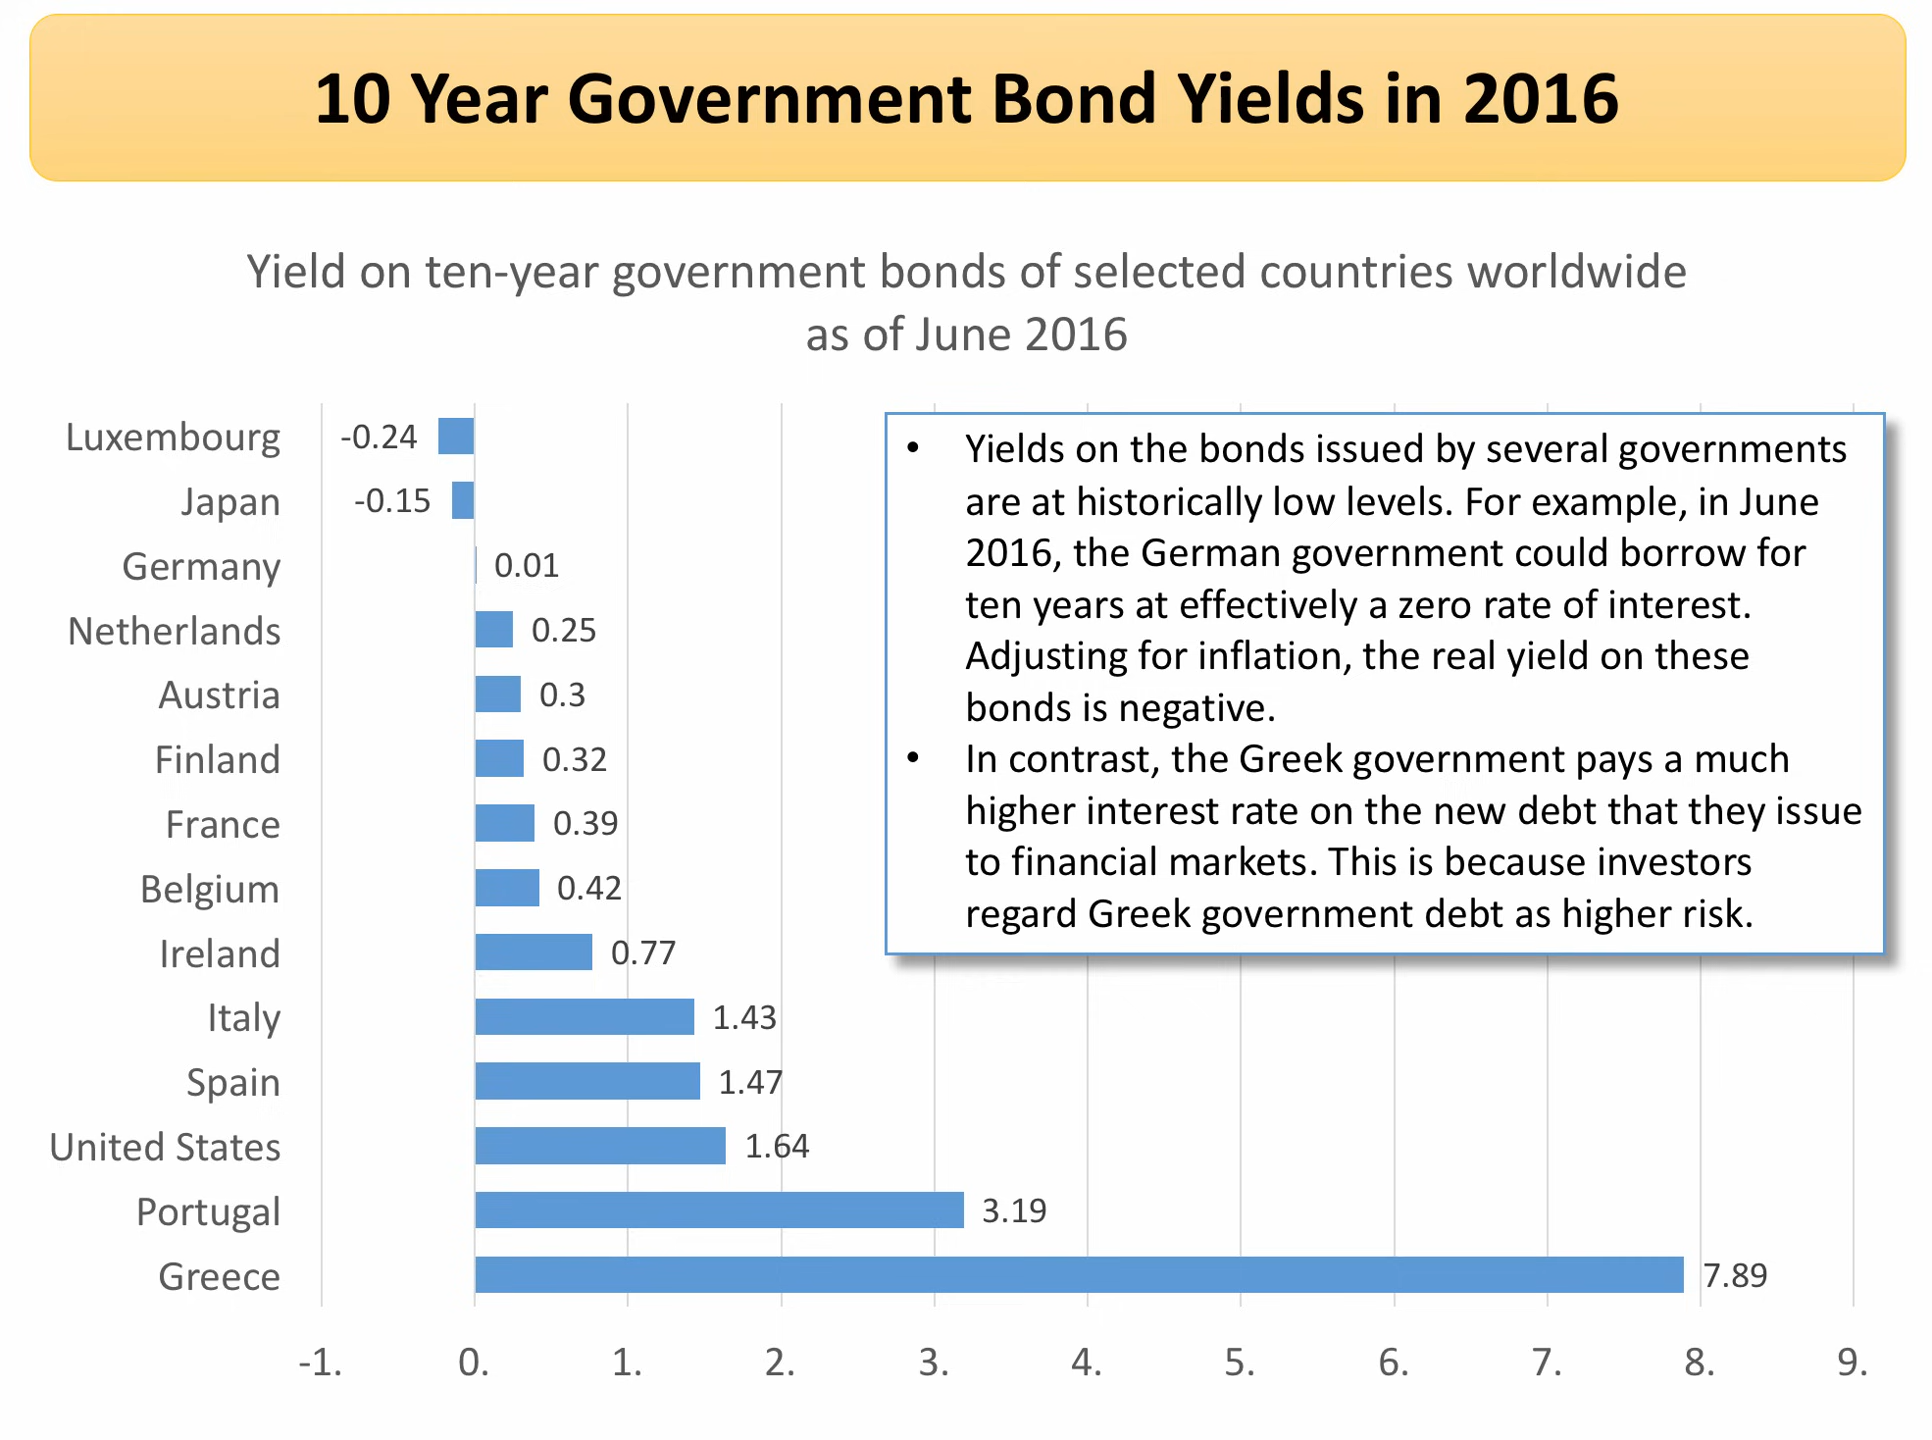 10 Year Government Bond Yields in 2016
Yield on ten-year government bonds of selected countries worldwide
as of June 2016
Luxembourg -0.24
Japan -0.15
Germany 0.01
Netherlands 0.25
Austria 0.3
Finland 0.32
France 0.39
Belgium 0.42
Ireland 0.77
Italy 1.43
Spain 1.47
United States 1.64
Portugal 3.19
Greece 7.89
-1. 0. 1. 2. 3. 4. 5. 6. 7. 8. 9.
• Yields on the bonds issued by several governments
are at historically low levels. For example, in June
2016, the German government could borrow for
ten years at effectively a zero rate of interest.
Adjusting for inflation, the real yield on these
bonds is negative.
• In contrast, the Greek government pays a much
higher interest rate on the new debt that they issue
to financial markets. This is because investors
regard Greek government debt as higher risk.